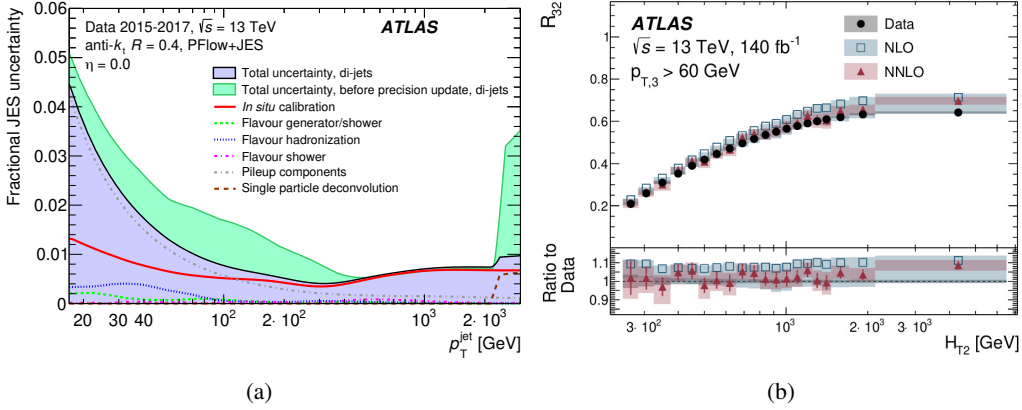 0.06
0.05
0.04
0.03
0.02
0.01
0
Fractional JES uncertainty
Data 2015-2017, √s = 13 TeV
anti-kt R = 0.4, PFlow+JES
η = 0.0
ATLAS
Total uncertainty, di-jets
Total uncertainty, before precision update, di-jets
In situ calibration
Flavour generator/shower
Flavour hadronization
Flavour shower
Pileup components
Single particle deconvolution
20 30 40 10² 2·10² 10³ 2·10³
p_T^jet [GeV]
(a)
R₃₂
ATLAS
√s = 13 TeV, 140 fb⁻¹
p_T,3 > 60 GeV
Data
NLO
NNLO
1
0.8
0.6
0.4
0.2
Ratio to
Data
1.1
1
0.9
3·10² 10³ 2·10³ 3·10³
H_T2 [GeV]
(b)